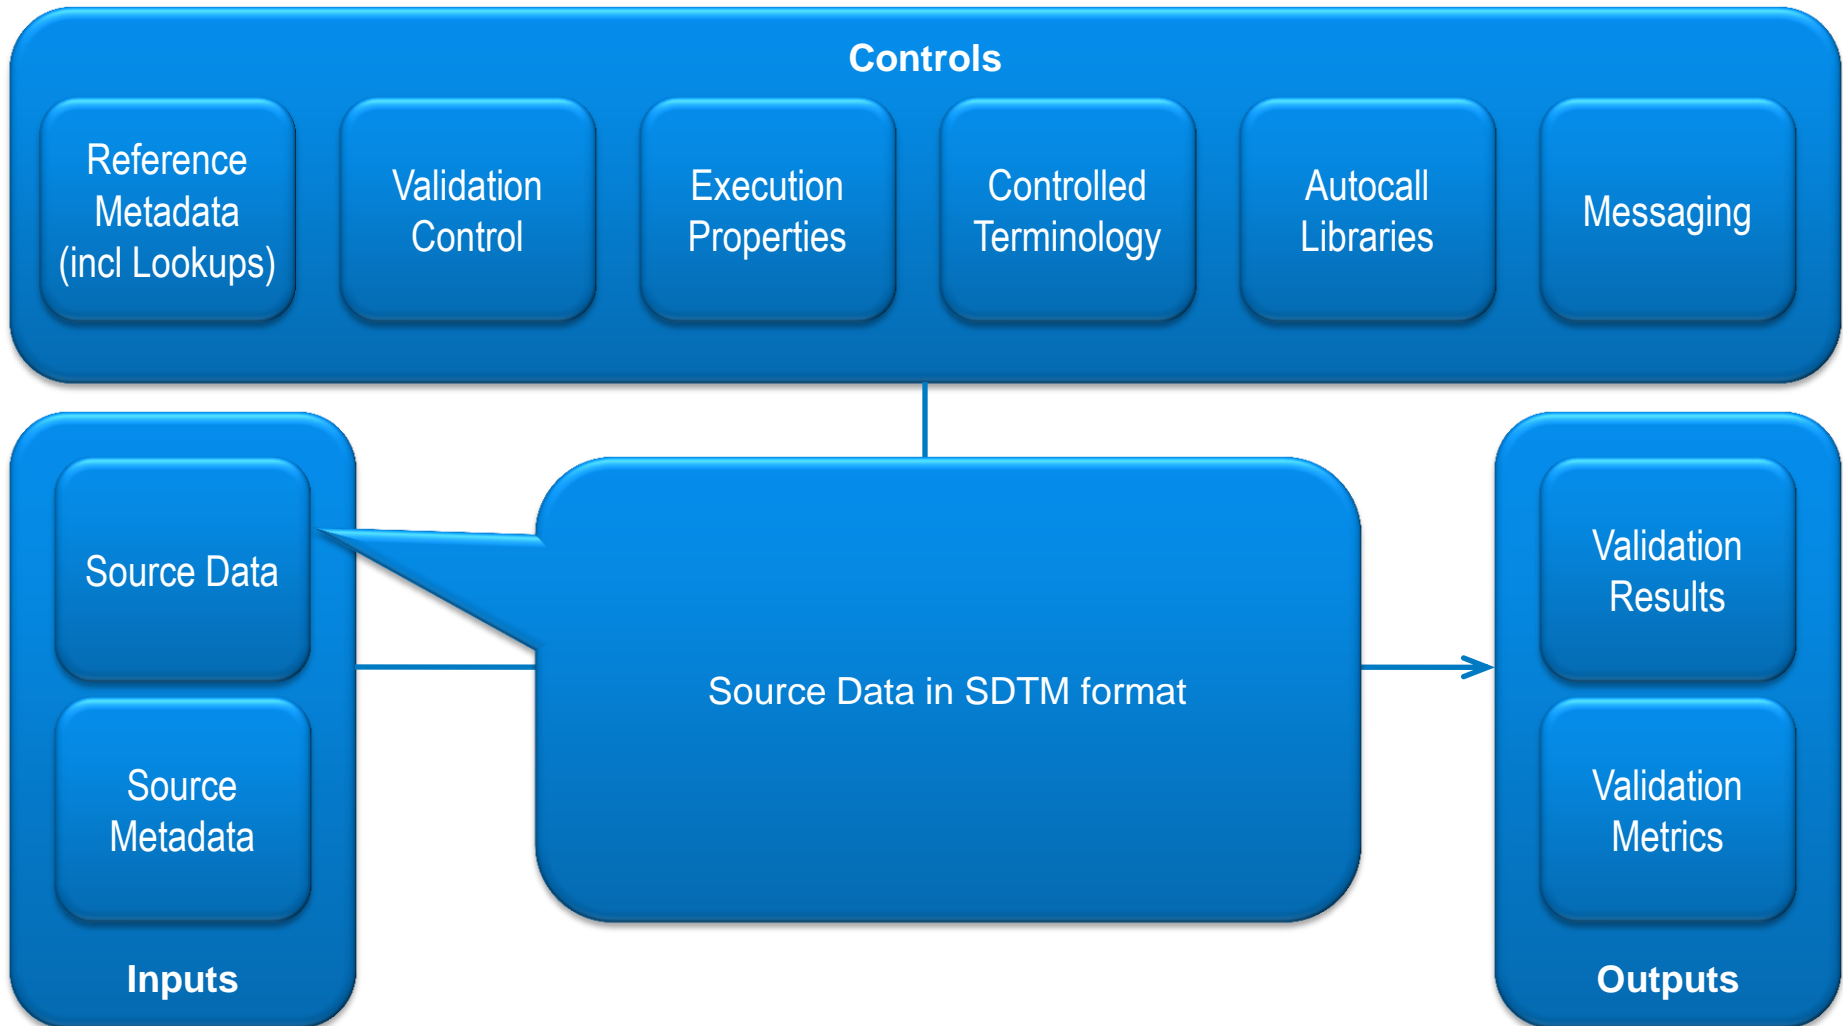 Controls
Reference
Metadata
(incl Lookups)
Validation
Control
Execution
Properties
Controlled
Terminology
Autocall
Libraries
Messaging
Source Data
Source
Metadata
Inputs
Source Data in SDTM format
Validation
Results
Validation
Metrics
Outputs